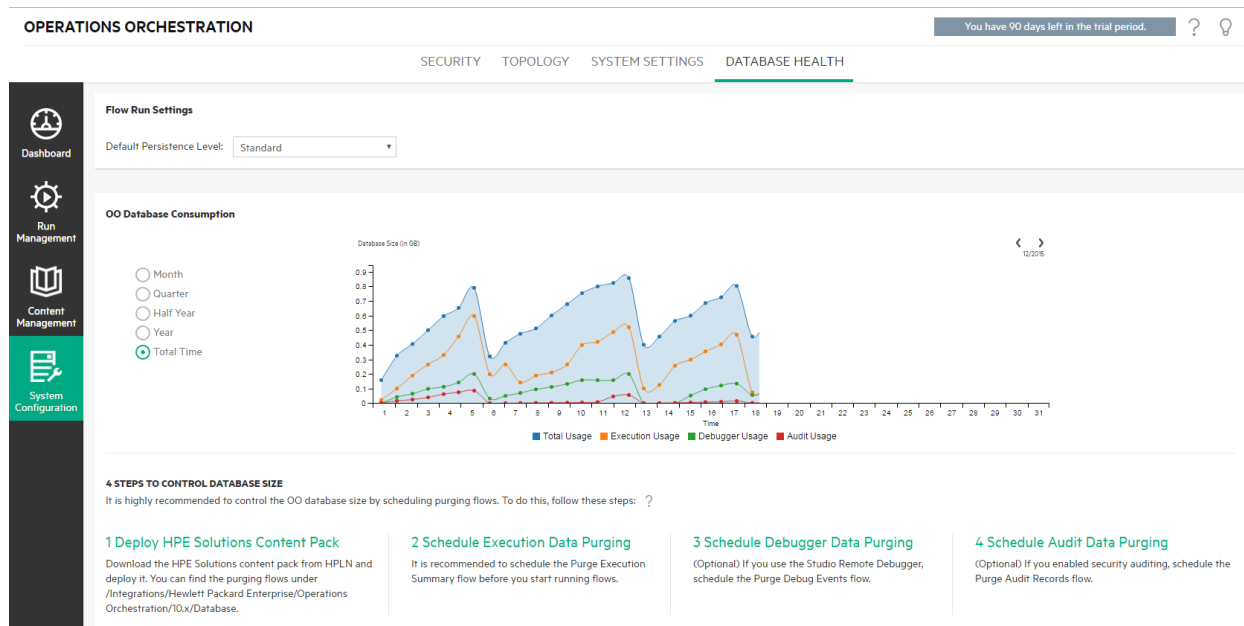 OPERATIONS ORCHESTRATION
You have 90 days left in the trial period.
?
SECURITY TOPOLOGY SYSTEM SETTINGS DATABASE HEALTH
Dashboard
Run
Management
Content
Management
System
Configuration
Flow Run Settings
Default Persistence Level: Standard
OO Database Consumption
Month
Quarter
Half Year
Year
Total Time
Database Size (in GB)
12/2015
0.9
0.8
0.7
0.6
0.5
0.4
0.3
0.2
0.1
0
1 2 3 4 5 6 7 8 9 10 11 12 13 14 15 16 17 18 19 20 21 22 23 24 25 26 27 28 29 30 31
Time
Total Usage Execution Usage Debugger Usage Audit Usage
4 STEPS TO CONTROL DATABASE SIZE
It is highly recommended to control the OO database size by scheduling purging flows. To do this, follow these steps: ?
1 Deploy HPE Solutions Content Pack
Download the HPE Solutions content pack from HPLN and
deploy it. You can find the purging flows under
/Integrations/Hewlett Packard Enterprise/Operations
Orchestration/10.x/Database.
2 Schedule Execution Data Purging
It is recommended to schedule the Purge Execution
Summary flow before you start running flows.
3 Schedule Debugger Data Purging
(Optional) If you use the Studio Remote Debugger,
schedule the Purge Debug Events flow.
4 Schedule Audit Data Purging
(Optional) If you enabled security auditing, schedule the
Purge Audit Records flow.